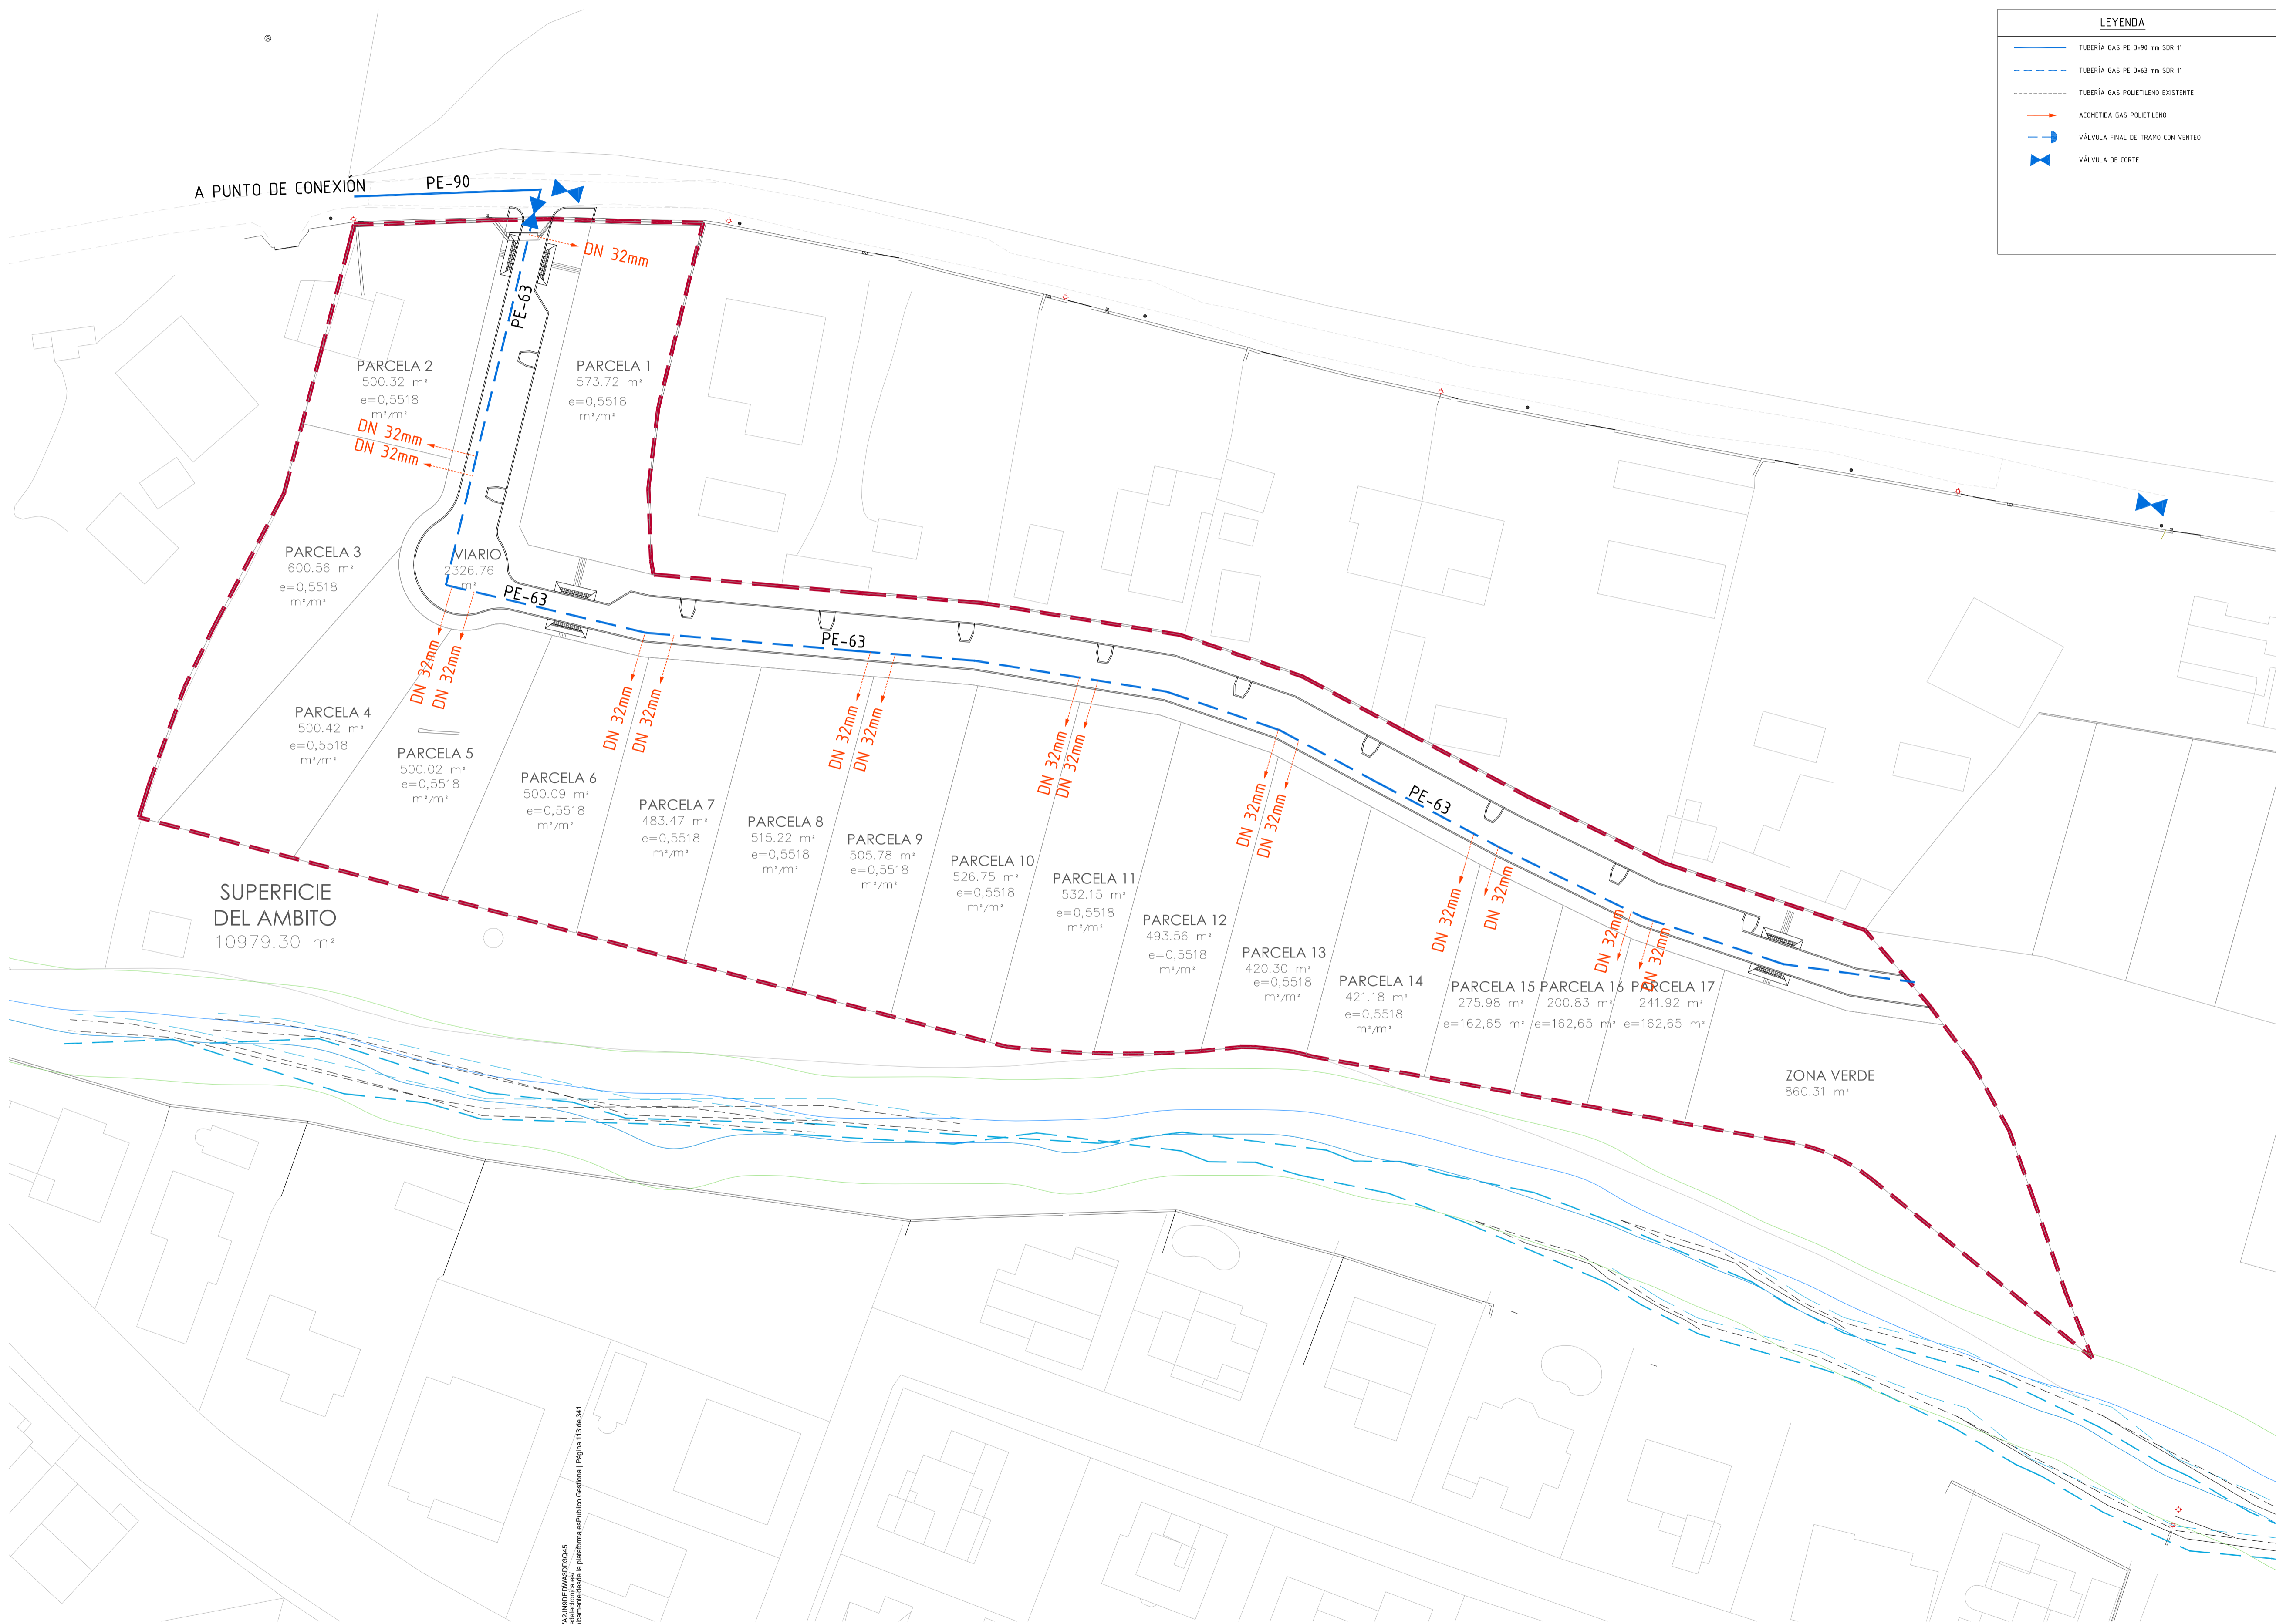 LEYENDA
TUBERÍA GAS PE D=90 mm SDR 11
TUBERÍA GAS PE D=63 mm SDR 11
TUBERÍA GAS POLIETILENO EXISTENTE
ACOMETIDA GAS POLIETILENO
VÁLVULA FINAL DE TRAMO CON VENTEO
VÁLVULA DE CORTE
A PUNTO DE CONEXIÓN
PE-90
DN 32mm
PE-63
PARCELA 2
500.32 m²
e=0,5518
m²/m²
PARCELA 1
573.72 m²
e=0,5518
m²/m²
DN 32mm
DN 32mm
PARCELA 3
600.56 m²
e=0,5518
m²/m²
VIARIO
2326.76
m²
PE-63
PE-63
DN 32mm
DN 32mm
DN 32mm
DN 32mm
DN 32mm
DN 32mm
DN 32mm
DN 32mm
DN 32mm
DN 32mm
PE-63
DN 32mm
DN 32mm
DN 32mm
DN 32mm
PARCELA 4
500.42 m²
e=0,5518
m²/m²
PARCELA 5
500.02 m²
e=0,5518
m²/m²
PARCELA 6
500.09 m²
e=0,5518
m²/m²
PARCELA 7
483.47 m²
e=0,5518
m²/m²
PARCELA 8
515.22 m²
e=0,5518
m²/m²
PARCELA 9
505.78 m²
e=0,5518
m²/m²
PARCELA 10
526.75 m²
e=0,5518
m²/m²
PARCELA 11
532.15 m²
e=0,5518
m²/m²
PARCELA 12
493.56 m²
e=0,5518
m²/m²
PARCELA 13
420.30 m²
e=0,5518
m²/m²
PARCELA 14
421.18 m²
e=0,5518
m²/m²
PARCELA 15
275.98 m²
e=162,65 m²
PARCELA 16
200.83 m²
e=162,65 m²
PARCELA 17
241.92 m²
e=162,65 m²
SUPERFICIE
DEL AMBITO
10979.30 m²
ZONA VERDE
860.31 m²
delectronica.es/
icamente desde la plataforma esPublico Gestiona | Página 113 de 341